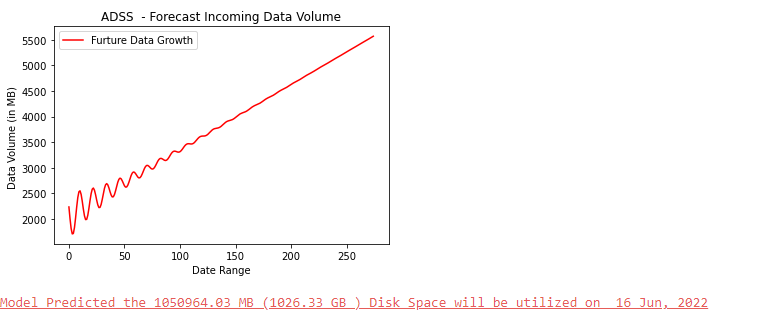 ADSS - Forecast Incoming Data Volume
Furture Data Growth
5500
5000
4500
4000
3500
3000
2500
2000
Data Volume (in MB)
0 50 100 150 200 250
Date Range
Model Predicted the 1050964.03 MB (1026.33 GB ) Disk Space will be utilized on 16 Jun, 2022